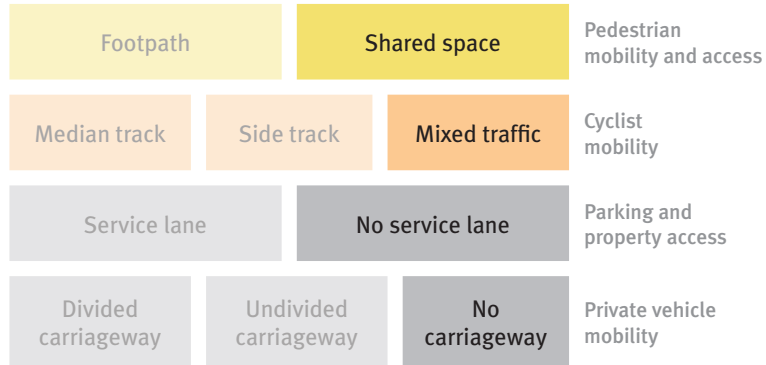 Footpath
Shared space
Pedestrian
mobility and access
Median track
Side track
Mixed traffic
Cyclist
mobility
Service lane
No service lane
Parking and
property access
Divided
carriageway
Undivided
carriageway
No
carriageway
Private vehicle
mobility